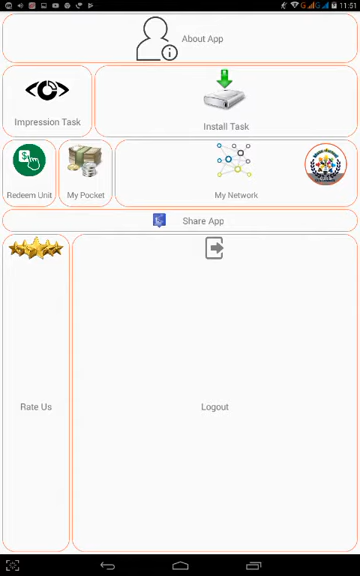 11:51
About App
Impression Task
Install Task
Redeem Unit
My Pocket
My Network
Share App
Rate Us
Logout